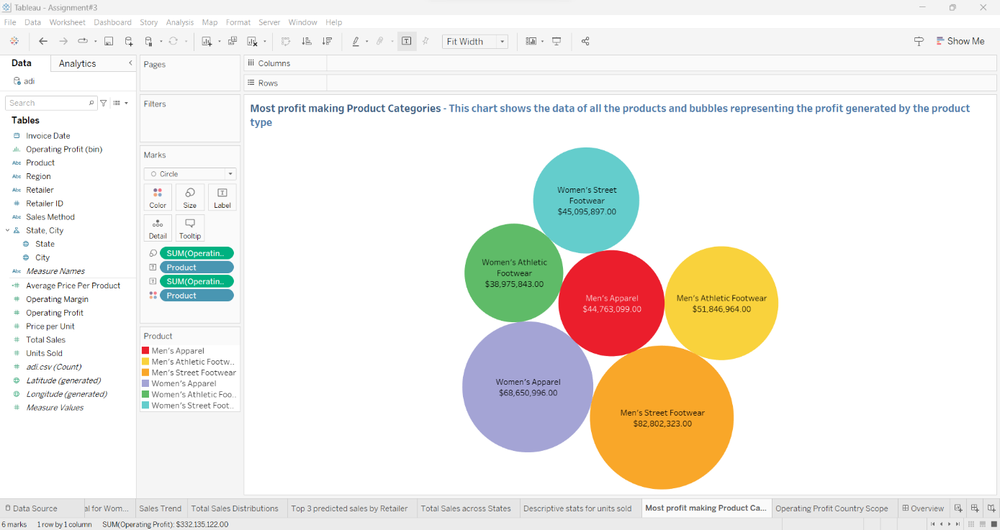 Tableau - Assignment#3
File Data Worksheet Dashboard Story Analysis Map Format Server Window Help
Fit Width
Show Me
Data Analytics
adi
Search
Tables
Invoice Date
Operating Profit (bin)
Abc Product
Abc Region
Abc Retailer
# Retailer ID
Abc Sales Method
State, City
State
City
Abc Measure Names
# Average Price Per Product
# Operating Margin
# Operating Profit
# Price per Unit
# Total Sales
# Units Sold
# adi.csv (Count)
Latitude (generated)
Longitude (generated)
# Measure Values
Pages
Filters
Marks
Circle
Color Size Label
Detail Tooltip
SUM(Operatin..
Product
SUM(Operatin..
Product
Product
Men's Apparel
Men's Athletic Footw..
Men's Street Footwear
Women's Apparel
Women's Athletic Foo..
Women's Street Foot..
Columns
Rows
Most profit making Product Categories - This chart shows the data of all the products and bubbles representing the profit generated by the product
type
Women's Street
Footwear
$45,095,897.00
Women's Athletic
Footwear
$38,975,843.00
Men's Apparel
$44,763,099.00
Men's Athletic Footwear
$51,846,964.00
Women's Apparel
$68,650,996.00
Men's Street Footwear
$82,802,323.00
Data Source al for Wom... Sales Trend Total Sales Distributions Top 3 predicted sales by Retailer Total Sales across States Descriptive stats for units sold Most profit making Product Ca... Operating Profit Country Scope Overview
6 marks 1 row by 1 column SUM(Operating Profit): $332,135,122.00